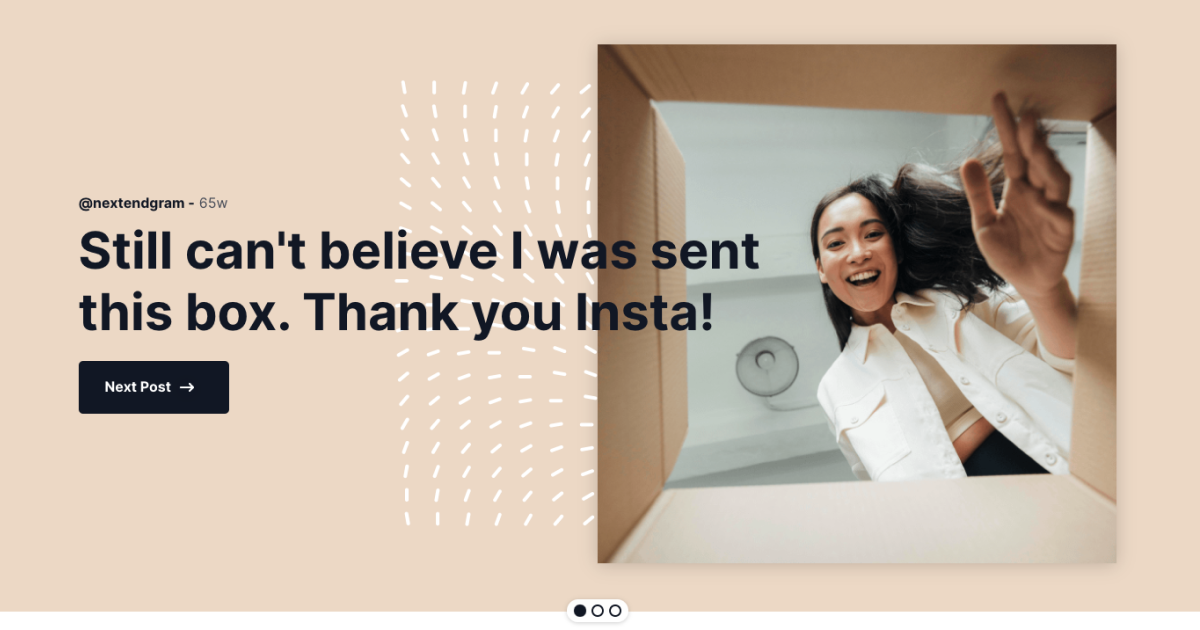 @nextendgram - 65w
Still can't believe I was sent
this box. Thank you Insta!
Next Post →